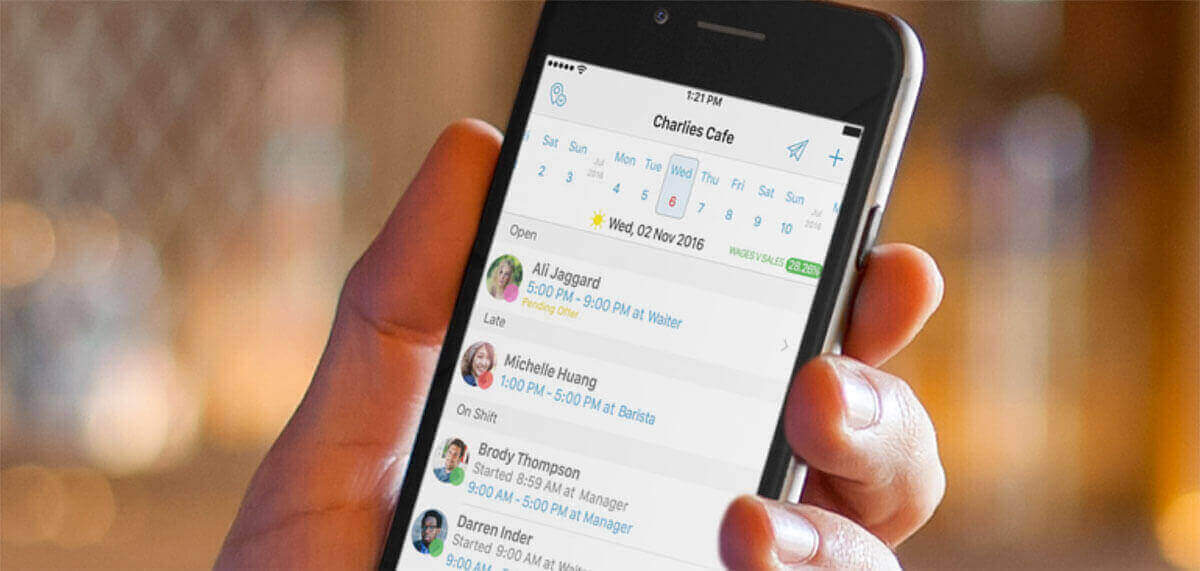 1:21 PM
Charlies Cafe
Sat Sun Jul 2016 Mon Tue Wed Thu Fri Sat Sun Jul 2016 M
2 3 4 5 6 7 8 9 10
Wed, 02 Nov 2016
WAGES V SALES 28.26%
Open
Ali Jaggard
5:00 PM - 9:00 PM at Waiter
Pending Offer
Late
Michelle Huang
1:00 PM - 5:00 PM at Barista
On Shift
Brody Thompson
Started 8:59 AM at Manager
9:00 AM - 5:00 PM at Manager
Darren Inder
Started 9:00 AM at Waiter
9:00 AM - 5:00